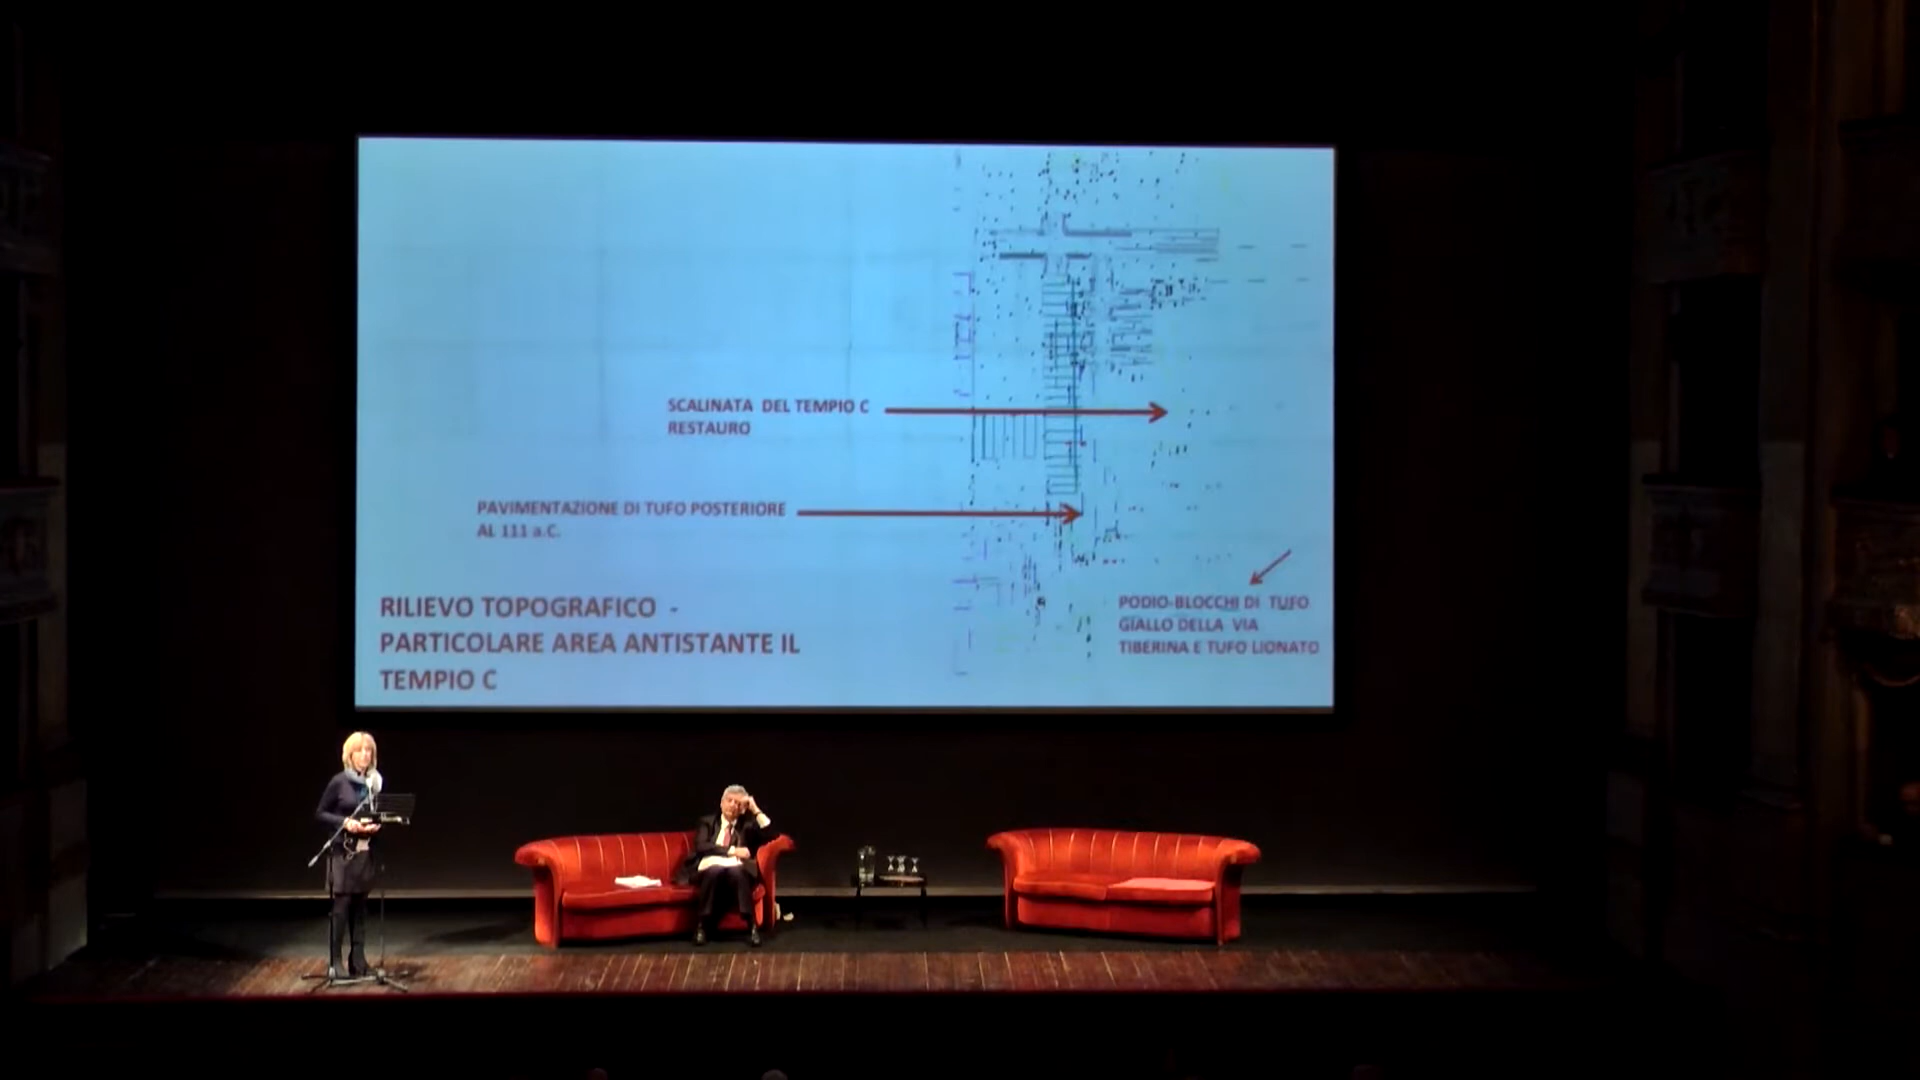 SCALINATA DEL TEMPIO C
RESTAURO
PAVIMENTAZIONE DI TUFO POSTERIORE
AL 111 a.C.
RILIEVO TOPOGRAFICO -
PARTICOLARE AREA ANTISTANTE IL
TEMPIO C
PODIO-BLOCCHI DI TUFO
GIALLO DELLA VIA
TIBERINA E TUFO LIONATO